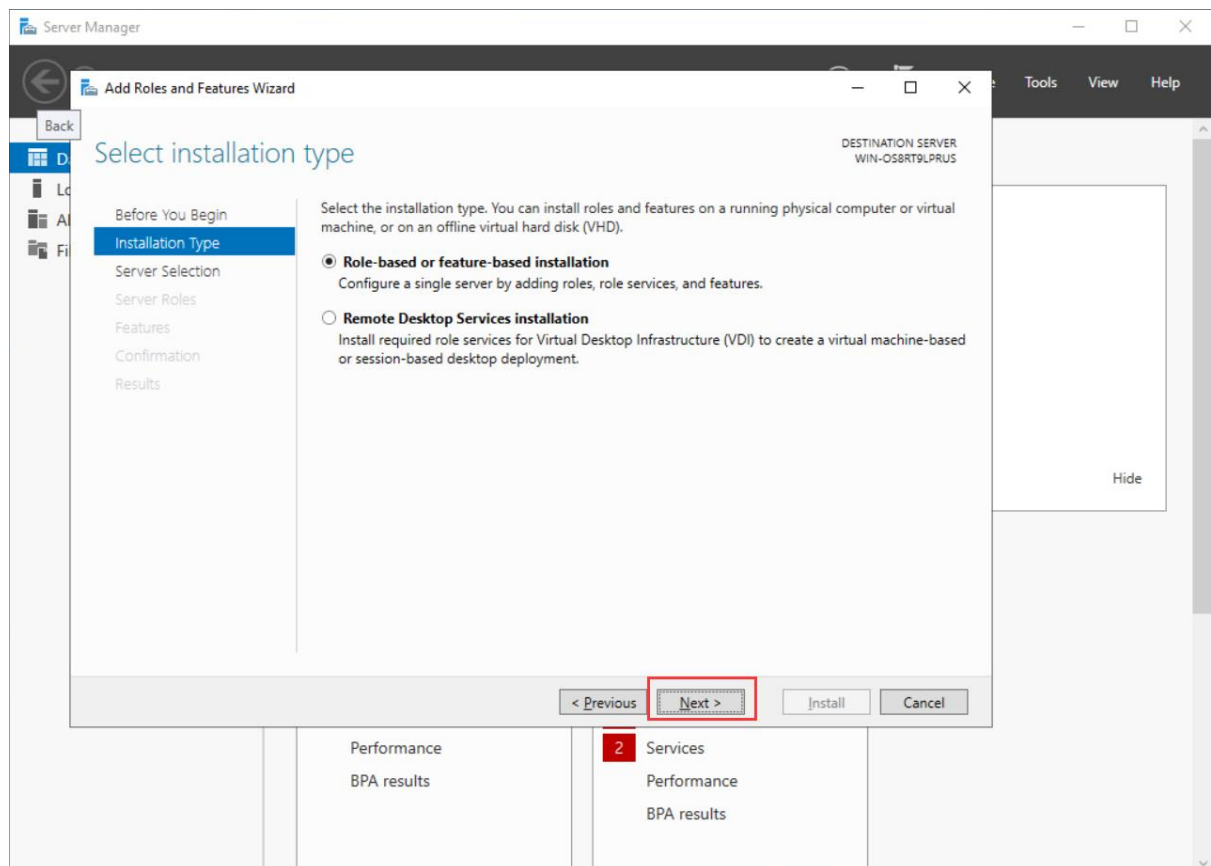 Server Manager
Add Roles and Features Wizard
Tools View Help
Back
Select installation type
DESTINATION SERVER
WIN-OS8RT9LPRUS
Before You Begin
Installation Type
Server Selection
Server Roles
Features
Confirmation
Results
Select the installation type. You can install roles and features on a running physical computer or virtual
machine, or on an offline virtual hard disk (VHD).
Role-based or feature-based installation
Configure a single server by adding roles, role services, and features.
Remote Desktop Services installation
Install required role services for Virtual Desktop Infrastructure (VDI) to create a virtual machine-based
or session-based desktop deployment.
Hide
< Previous Next > Install Cancel
Performance
BPA results
2 Services
Performance
BPA results